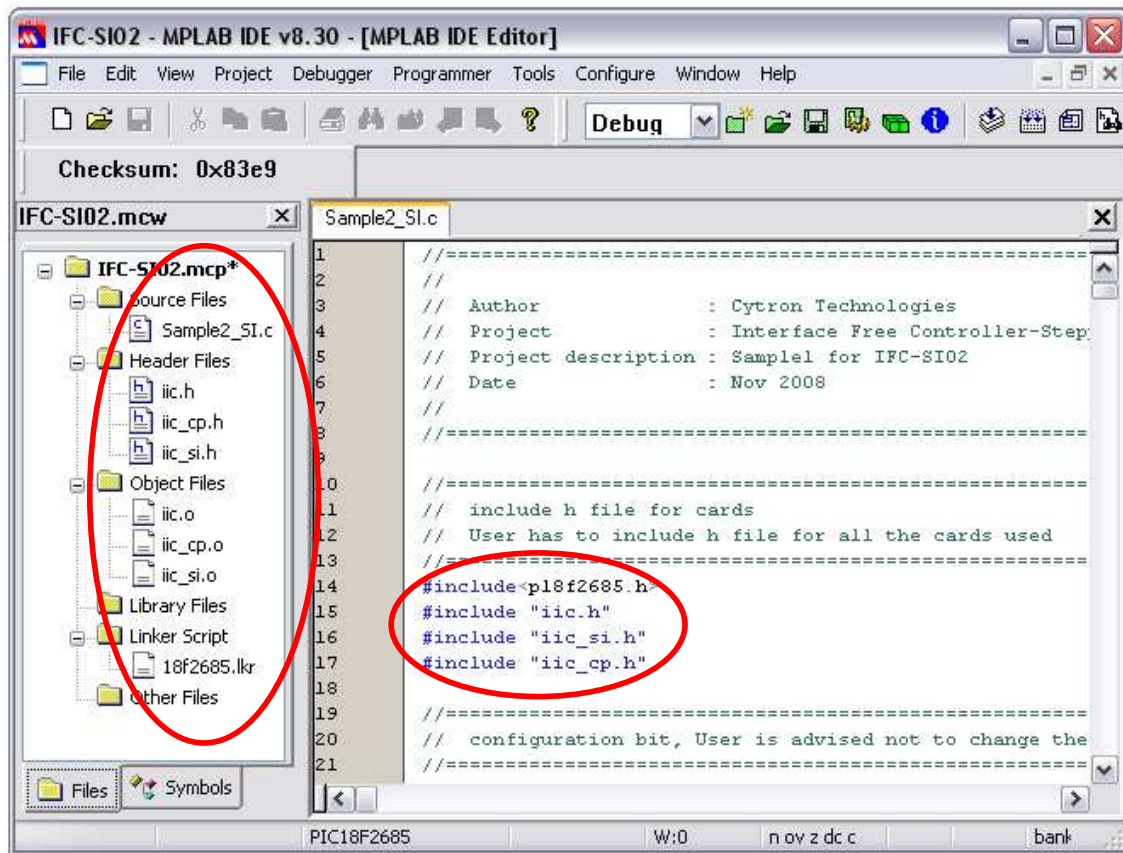 IFC-SI02 - MPLAB IDE v8.30 - [MPLAB IDE Editor]
File Edit View Project Debugger Programmer Tools Configure Window Help
Debug
Checksum: 0x83e9
IFC-SI02.mcw
IFC-SI02.mcp*
Source Files
Sample2_SI.c
Header Files
iic.h
iic_cp.h
iic_si.h
Object Files
iic.o
iic_cp.o
iic_si.o
Library Files
Linker Script
18f2685.lkr
Other Files
Files Symbols
Sample2_SI.c
1 //====================================================
2 //
3 // Author : Cytron Technologies
4 // Project : Interface Free Controller-Step
5 // Project description : Sample1 for IFC-SI02
6 // Date : Nov 2008
7 //
8 //====================================================
9
10 //====================================================
11 // include h file for cards
12 // User has to include h file for all the cards used
13 //====================================================
14 #include<p18f2685.h>
15 #include "iic.h"
16 #include "iic_si.h"
17 #include "iic_cp.h"
18
19 //====================================================
20 // configuration bit, User is advised not to change the
21 //====================================================
PIC18F2685 W:0 n ov z dc c bank